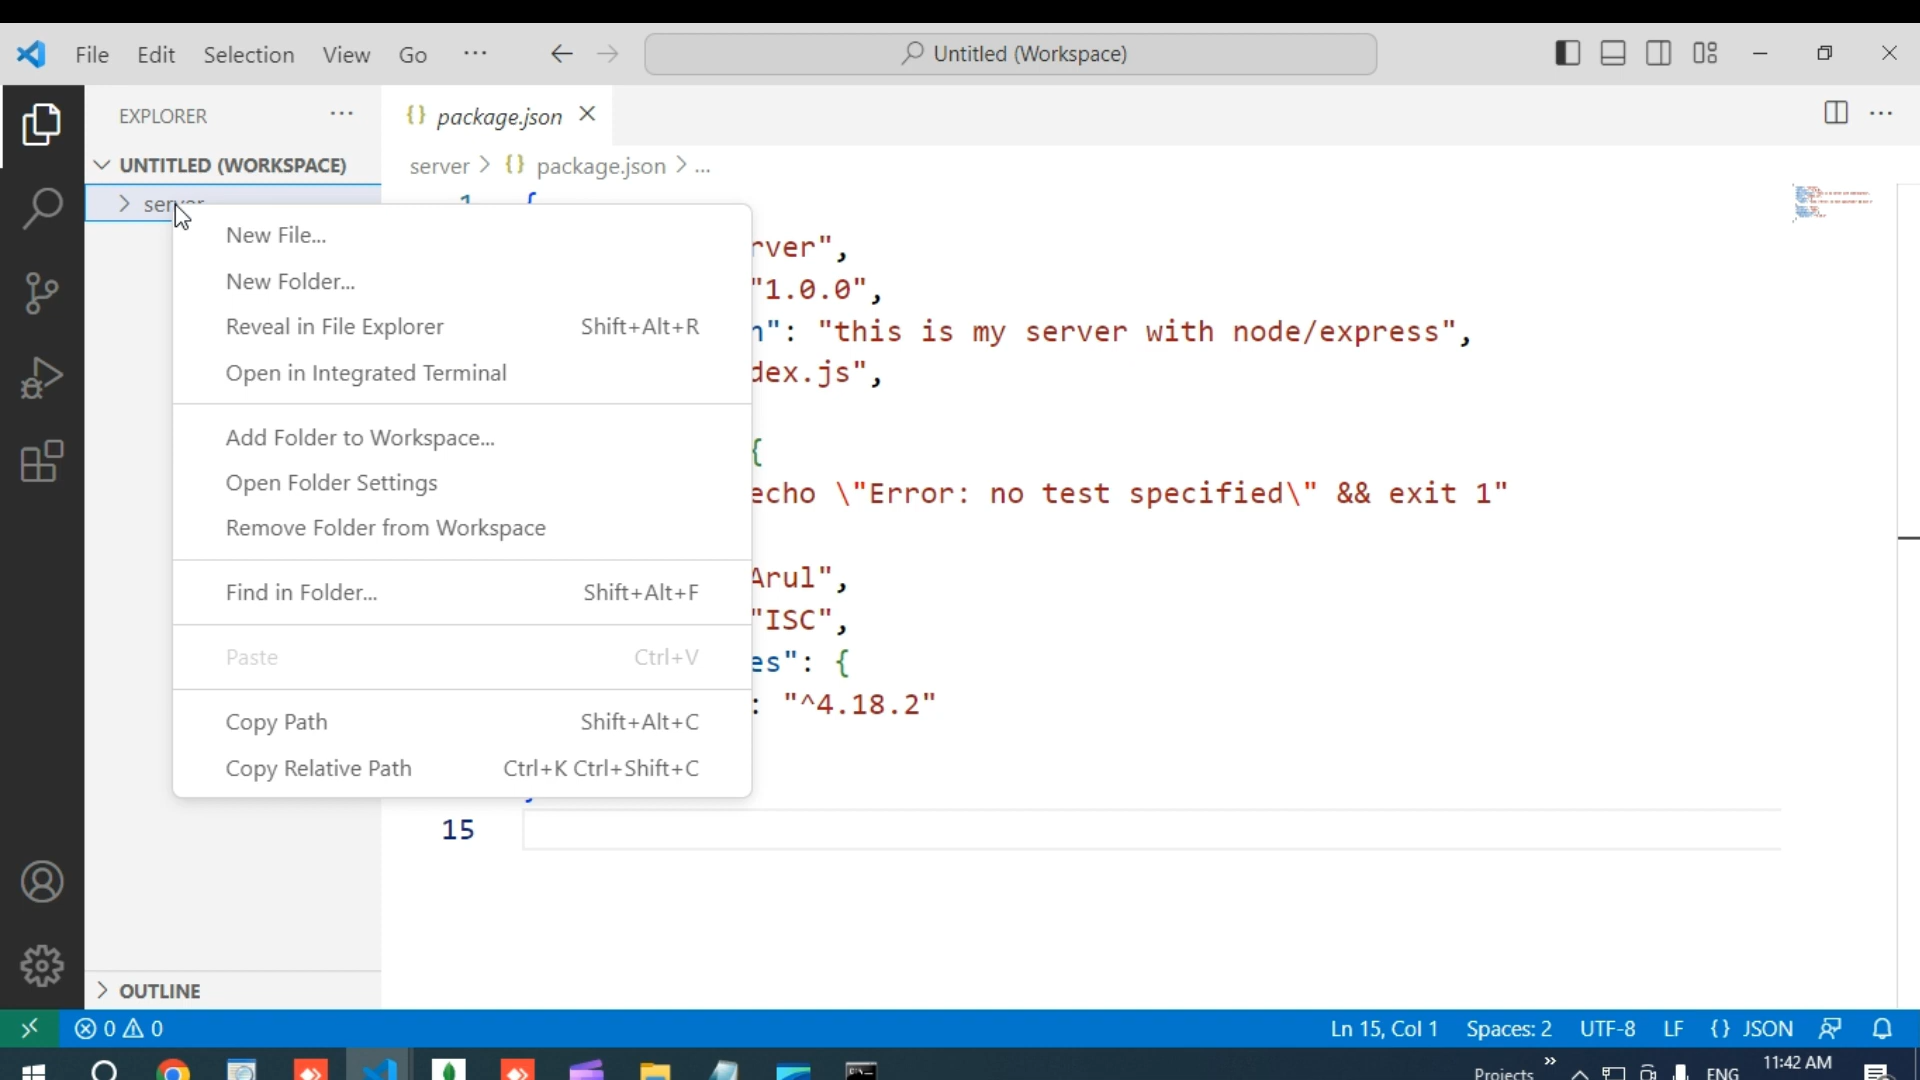 File Edit Selection View Go ... Untitled (Workspace)
EXPLORER ...
package.json
UNTITLED (WORKSPACE)
server > {} package.json > ...
server
1 {
New File...
rver",
New Folder...
"1.0.0",
Reveal in File Explorer Shift+Alt+R
n": "this is my server with node/express",
Open in Integrated Terminal
dex.js",
Add Folder to Workspace...
{
Open Folder Settings
echo \"Error: no test specified\" && exit 1"
Remove Folder from Workspace
Arul",
Find in Folder... Shift+Alt+F
"ISC",
Paste Ctrl+V
es": {
: "^4.18.2"
Copy Path Shift+Alt+C
Copy Relative Path Ctrl+K Ctrl+Shift+C
15
OUTLINE
0 0 Ln 15, Col 1 Spaces: 2 UTF-8 LF {} JSON
Projects » ENG 11:42 AM